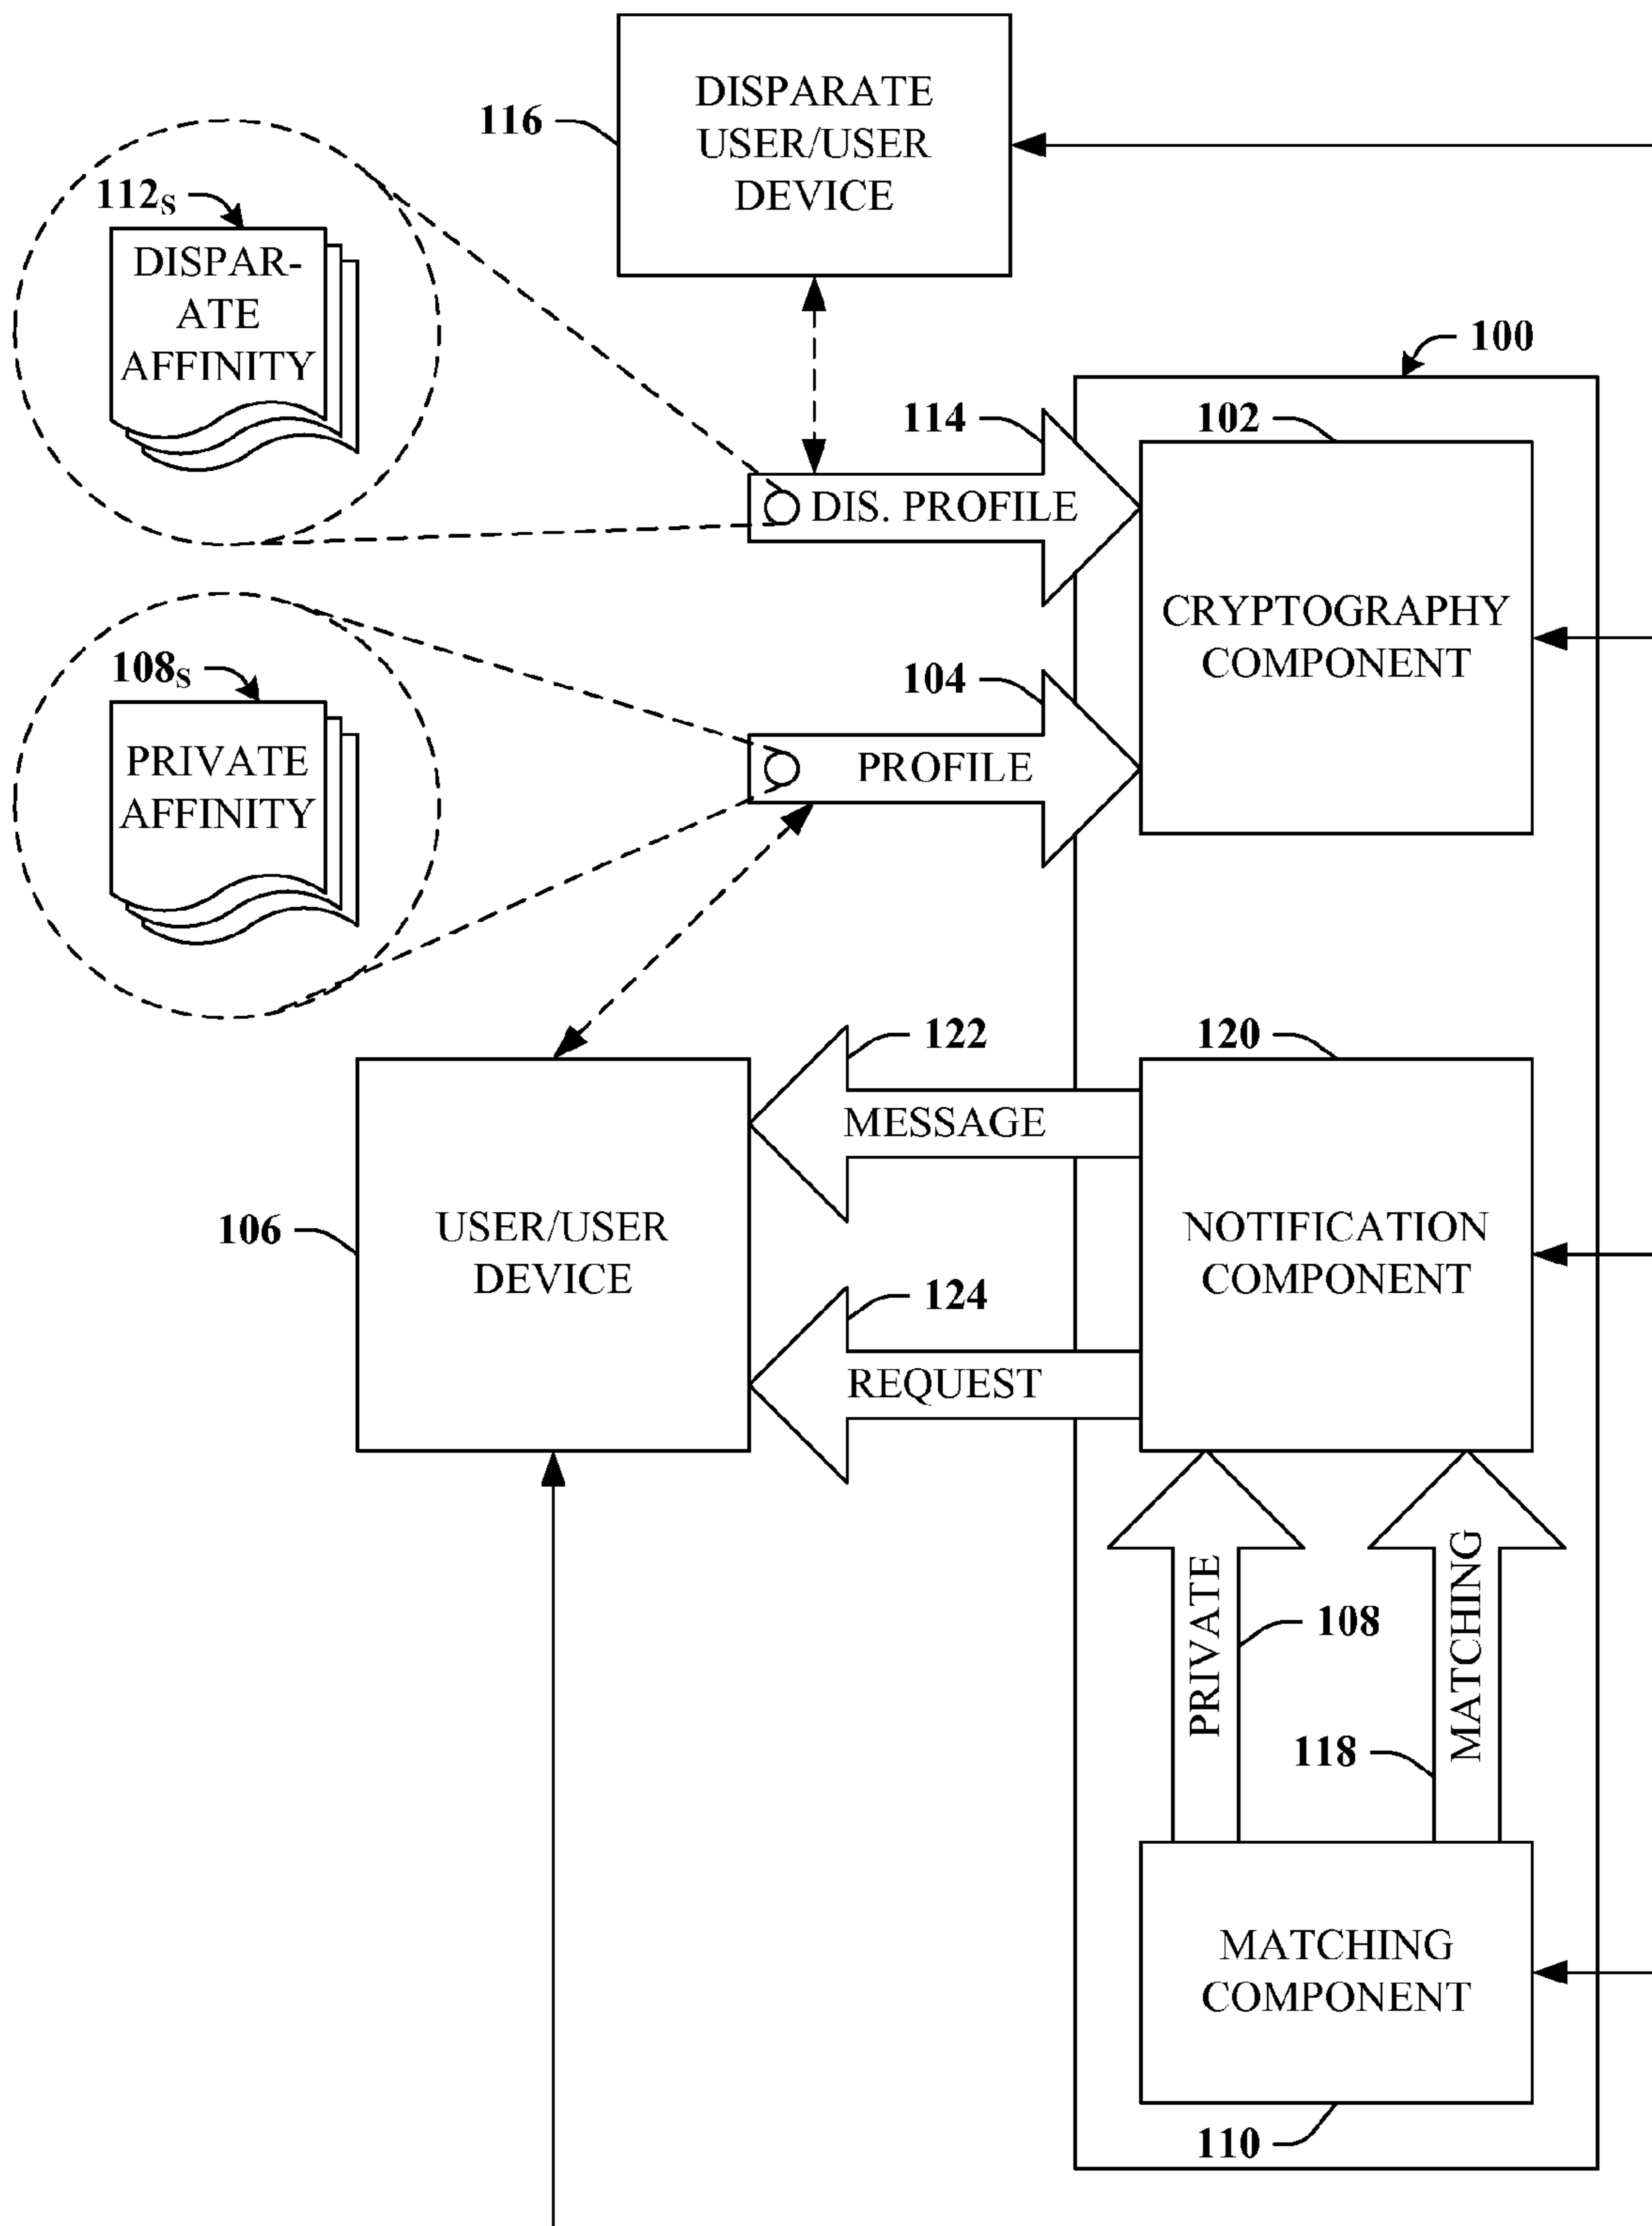 DISPARATE
USER/USER
DEVICE
116
112S
DISPAR-
ATE
AFFINITY
100
114
102
DIS. PROFILE
CRYPTOGRAPHY
COMPONENT
108S
104
PRIVATE
AFFINITY
PROFILE
122
120
MESSAGE
106
USER/USER
DEVICE
NOTIFICATION
COMPONENT
124
REQUEST
PRIVATE
108
MATCHING
118
MATCHING
COMPONENT
110